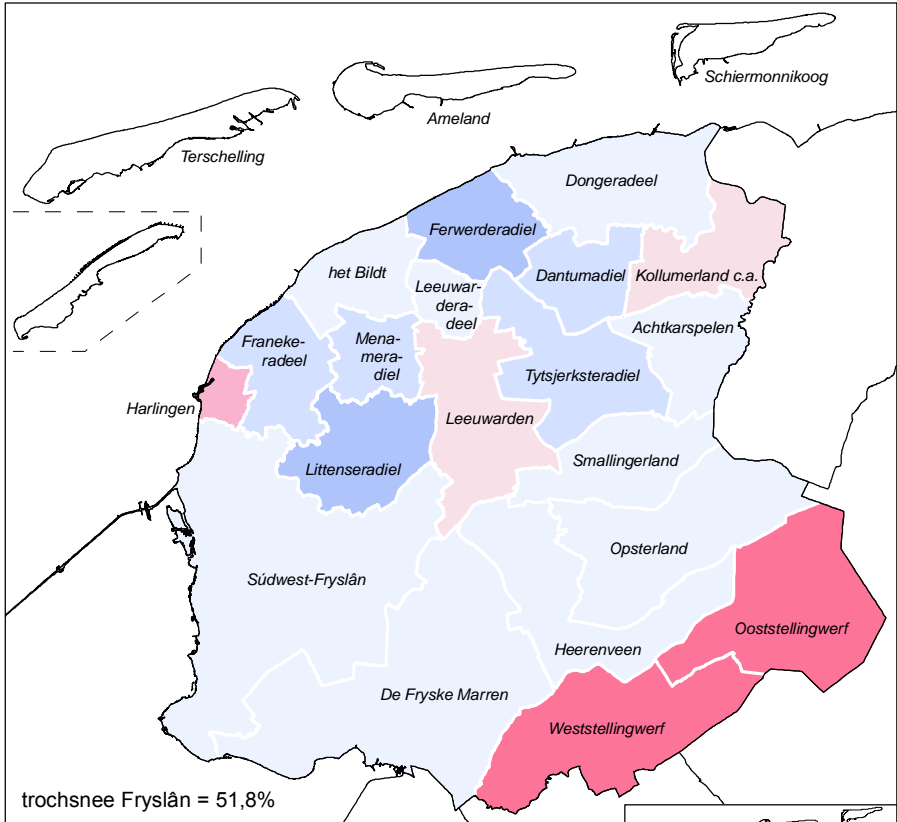 Schiermonnikoog
Ameland
Terschelling
Dongeradeel
Ferwerderadiel
het Bildt
Dantumadiel
Kollumerland c.a.
Leeuwar-
dera-
deel
Achtkarspelen
Franeke-
radeel
Mena-
mera-
diel
Tytsjerksteradiel
Harlingen
Leeuwarden
Littenseradiel
Smallingerland
Opsterland
Súdwest-Fryslân
Ooststellingwerf
Heerenveen
De Fryske Marren
Weststellingwerf
trochsnee Fryslân = 51,8%